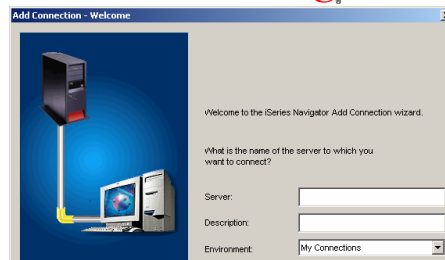 Add Connection - Welcome
Welcome to the iSeries Navigator Add Connection wizard.
What is the name of the server to which you
want to connect?
Server:
Description:
Environment: My Connections